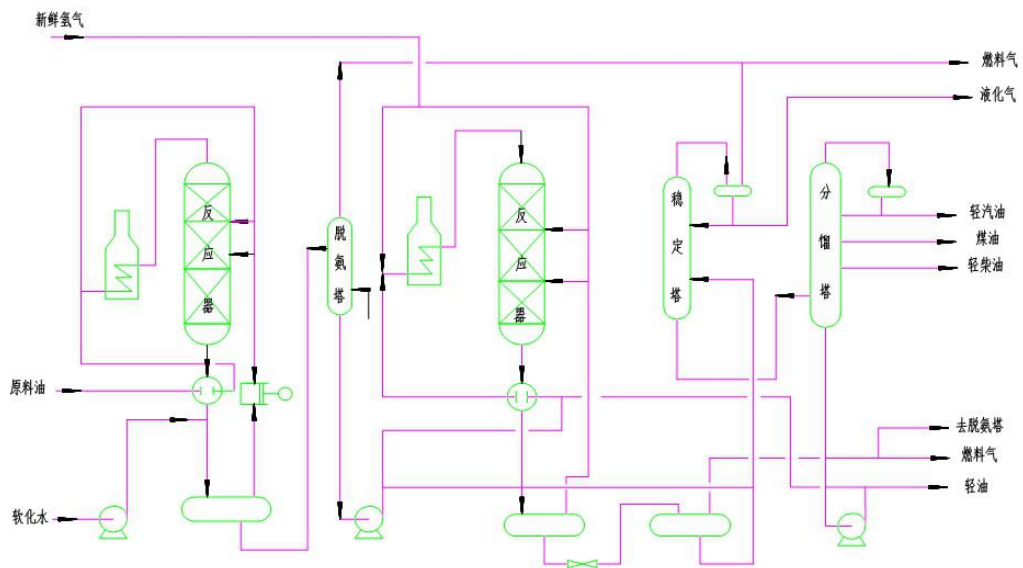 新鲜氢气
燃料气
液化气
反应器
脱氨塔
反应器
稳定塔
分馏塔
轻汽油
煤油
轻柴油
原料油
去脱氨塔
燃料气
轻油
软化水